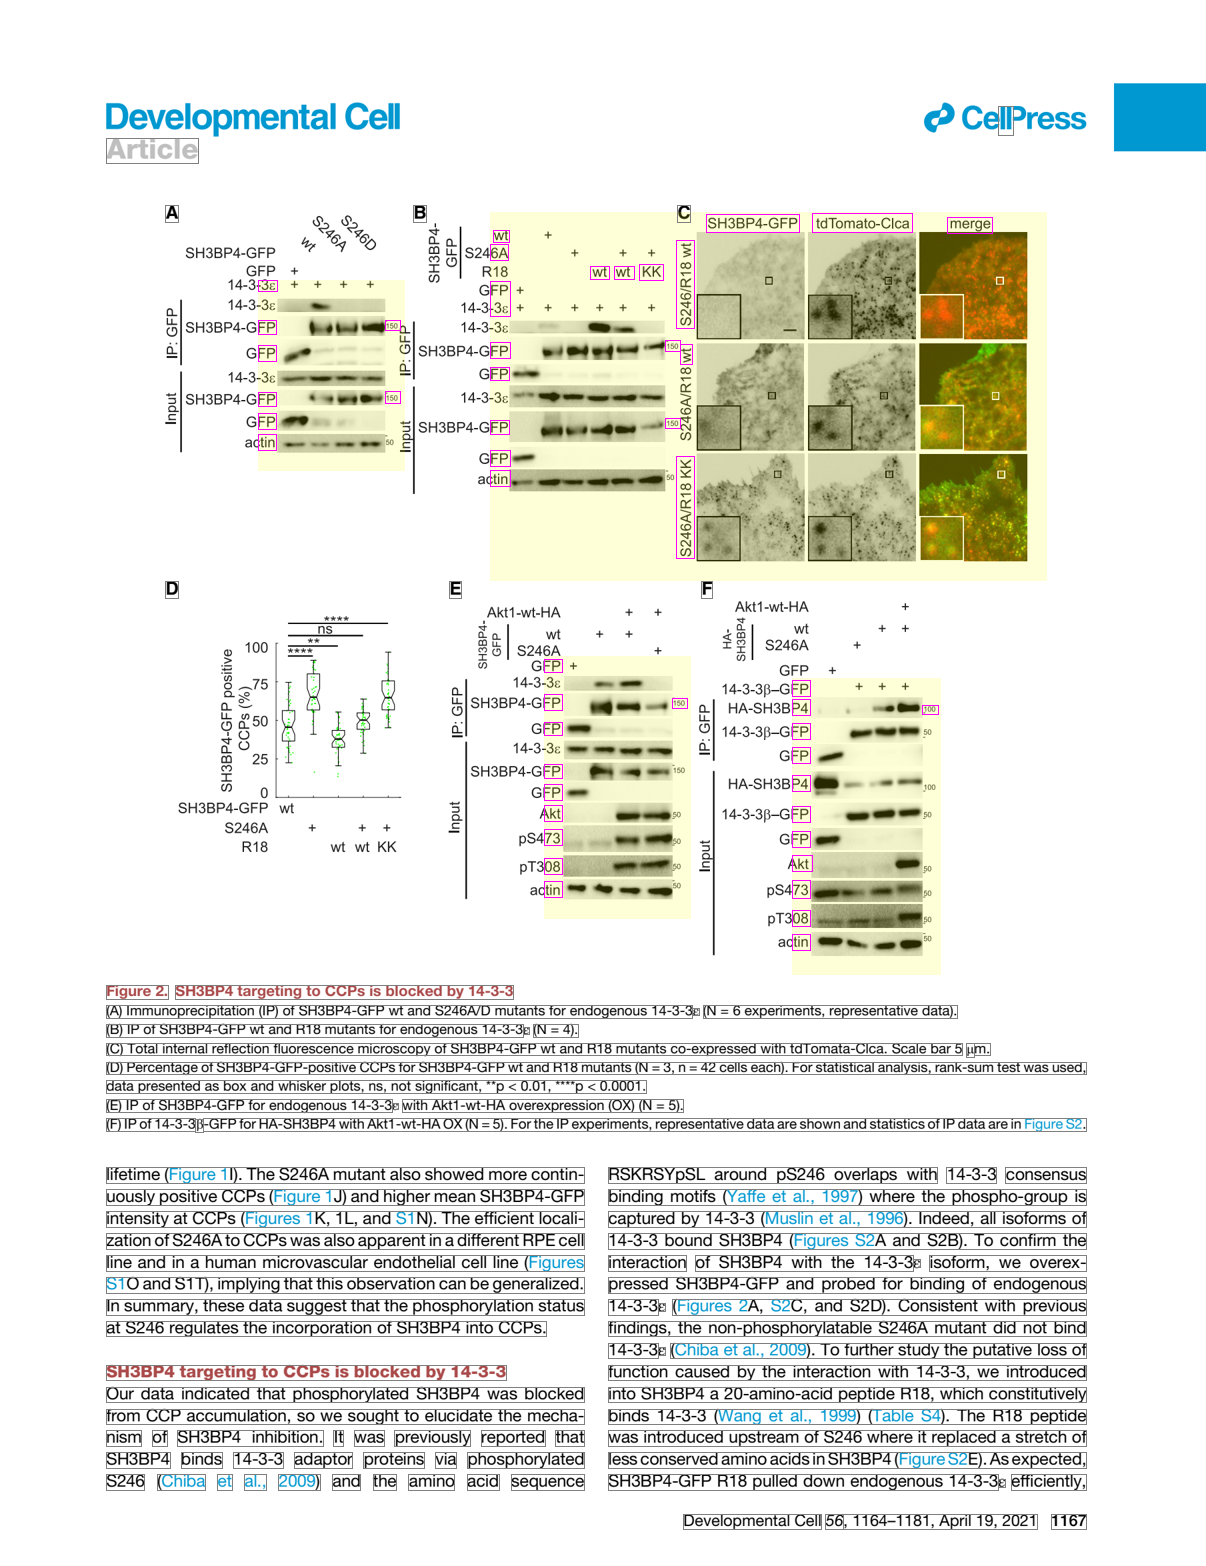 Developmental Cell
CellPress
Article
A
wt
S246A
S246D
SH3BP4-GFP
GFP +
14-3-3ε + + + +
IP: GFP
14-3-3ε
SH3BP4-GFP 150
GFP
Input
14-3-3ε
SH3BP4-GFP 150
GFP
actin 50
B
SH3BP4-GFP
wt +
S246A + + +
R18 wt wt KK
GFP +
14-3-3ε + + + + + +
IP: GFP
14-3-3ε
SH3BP4-GFP 150
GFP
Input
14-3-3ε
SH3BP4-GFP 150
GFP
actin 50
C
SH3BP4-GFP tdTomato-Clca merge
S246/R18 wt
S246A/R18 wt
S246A/R18 KK
D
SH3BP4-GFP positive
CCPs (%)
****
ns
**
****
100
75
50
25
0
SH3BP4-GFP wt
S246A + + +
R18 wt wt KK
E
Akt1-wt-HA + +
SH3BP4-GFP
wt + +
S246A +
GFP +
IP: GFP
14-3-3ε
SH3BP4-GFP 150
GFP
Input
14-3-3ε
SH3BP4-GFP 150
GFP
Akt 50
pS473 50
pT308 50
actin 50
F
Akt1-wt-HA +
HA-SH3BP4
wt + +
S246A +
GFP +
14-3-3β–GFP + + +
IP: GFP
HA-SH3BP4 100
14-3-3β–GFP 50
GFP
Input
HA-SH3BP4 100
14-3-3β–GFP 50
GFP
Akt 50
pS473 50
pT308 50
actin 50
Figure 2. SH3BP4 targeting to CCPs is blocked by 14-3-3
(A) Immunoprecipitation (IP) of SH3BP4-GFP wt and S246A/D mutants for endogenous 14-3-3ε (N = 6 experiments, representative data).
(B) IP of SH3BP4-GFP wt and R18 mutants for endogenous 14-3-3ε (N = 4).
(C) Total internal reflection fluorescence microscopy of SH3BP4-GFP wt and R18 mutants co-expressed with tdTomata-Clca. Scale bar 5 μm.
(D) Percentage of SH3BP4-GFP-positive CCPs for SH3BP4-GFP wt and R18 mutants (N = 3, n = 42 cells each). For statistical analysis, rank-sum test was used,
data presented as box and whisker plots, ns, not significant, **p < 0.01, ****p < 0.0001.
(E) IP of SH3BP4-GFP for endogenous 14-3-3ε with Akt1-wt-HA overexpression (OX) (N = 5).
(F) IP of 14-3-3β-GFP for HA-SH3BP4 with Akt1-wt-HA OX (N = 5). For the IP experiments, representative data are shown and statistics of IP data are in Figure S2.
lifetime (Figure 1I). The S246A mutant also showed more contin-
uously positive CCPs (Figure 1J) and higher mean SH3BP4-GFP
intensity at CCPs (Figures 1K, 1L, and S1N). The efficient locali-
zation of S246A to CCPs was also apparent in a different RPE cell
line and in a human microvascular endothelial cell line (Figures
S1O and S1T), implying that this observation can be generalized.
In summary, these data suggest that the phosphorylation status
at S246 regulates the incorporation of SH3BP4 into CCPs.
SH3BP4 targeting to CCPs is blocked by 14-3-3
Our data indicated that phosphorylated SH3BP4 was blocked
from CCP accumulation, so we sought to elucidate the mecha-
nism of SH3BP4 inhibition. It was previously reported that
SH3BP4 binds 14-3-3 adaptor proteins via phosphorylated
S246 (Chiba et al., 2009) and the amino acid sequence
RSKRSYpSL around pS246 overlaps with 14-3-3 consensus
binding motifs (Yaffe et al., 1997) where the phospho-group is
captured by 14-3-3 (Muslin et al., 1996). Indeed, all isoforms of
14-3-3 bound SH3BP4 (Figures S2A and S2B). To confirm the
interaction of SH3BP4 with the 14-3-3ε isoform, we overex-
pressed SH3BP4-GFP and probed for binding of endogenous
14-3-3ε (Figures 2A, S2C, and S2D). Consistent with previous
findings, the non-phosphorylatable S246A mutant did not bind
14-3-3ε (Chiba et al., 2009). To further study the putative loss of
function caused by the interaction with 14-3-3, we introduced
into SH3BP4 a 20-amino-acid peptide R18, which constitutively
binds 14-3-3 (Wang et al., 1999) (Table S4). The R18 peptide
was introduced upstream of S246 where it replaced a stretch of
less conserved amino acids in SH3BP4 (Figure S2E). As expected,
SH3BP4-GFP R18 pulled down endogenous 14-3-3ε efficiently,
Developmental Cell 56, 1164–1181, April 19, 2021 1167